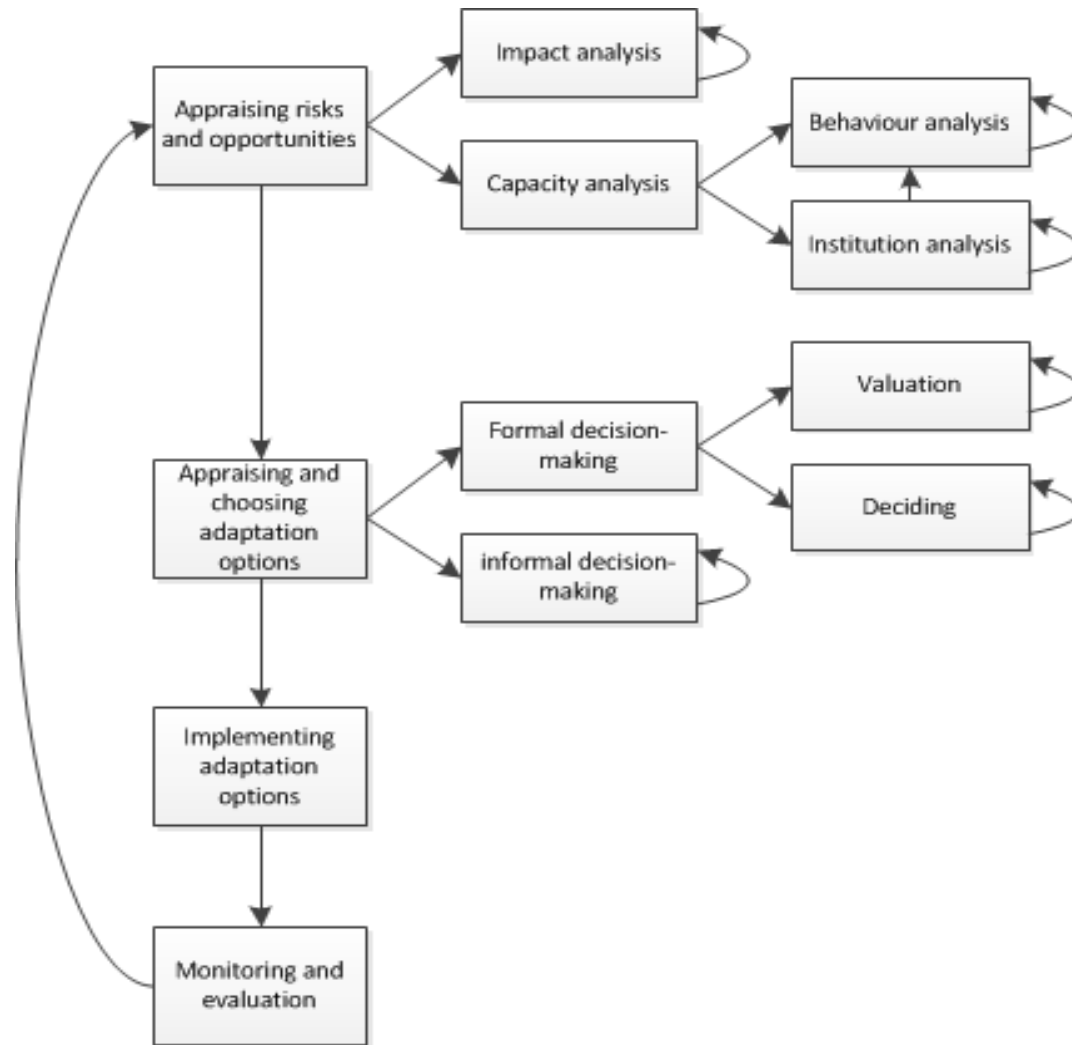 Impact analysis
Appraising risks
and opportunities
Behaviour analysis
Capacity analysis
Institution analysis
Valuation
Formal decision-
making
Appraising and
choosing
adaptation
options
Deciding
informal decision-
making
Implementing
adaptation
options
Monitoring and
evaluation